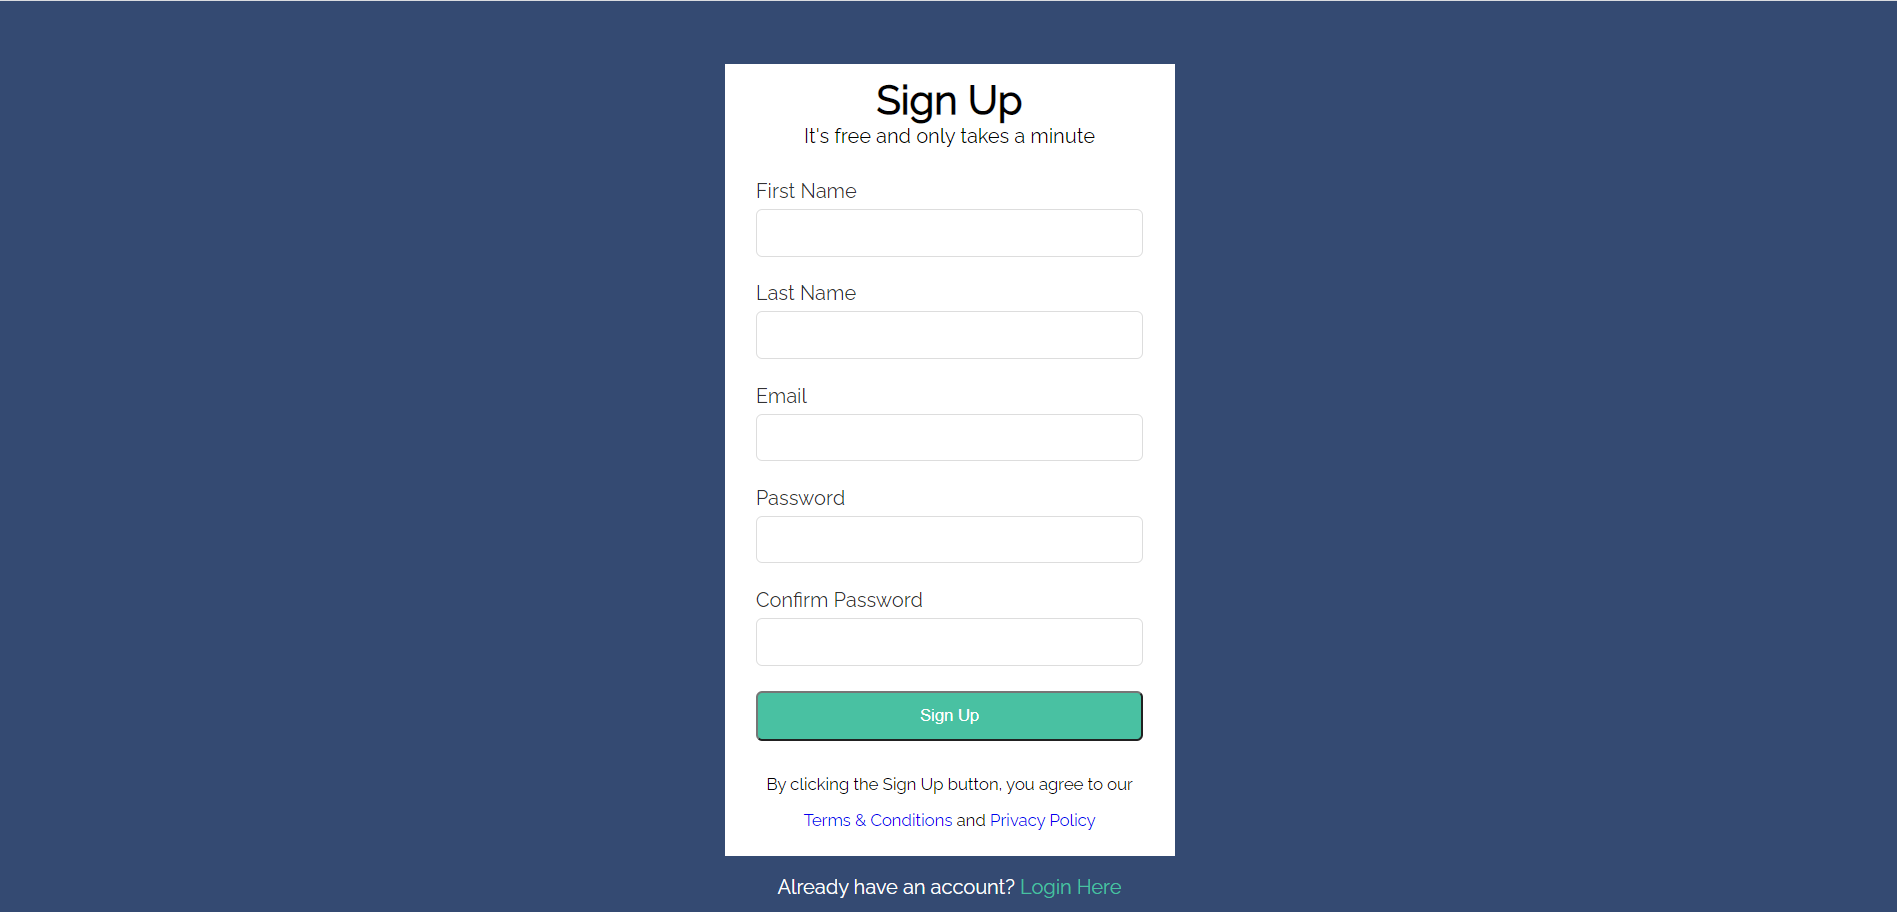 Sign Up
It's free and only takes a minute
First Name
Last Name
Email
Password
Confirm Password
Sign Up
By clicking the Sign Up button, you agree to our
Terms & Conditions and Privacy Policy
Already have an account? Login Here